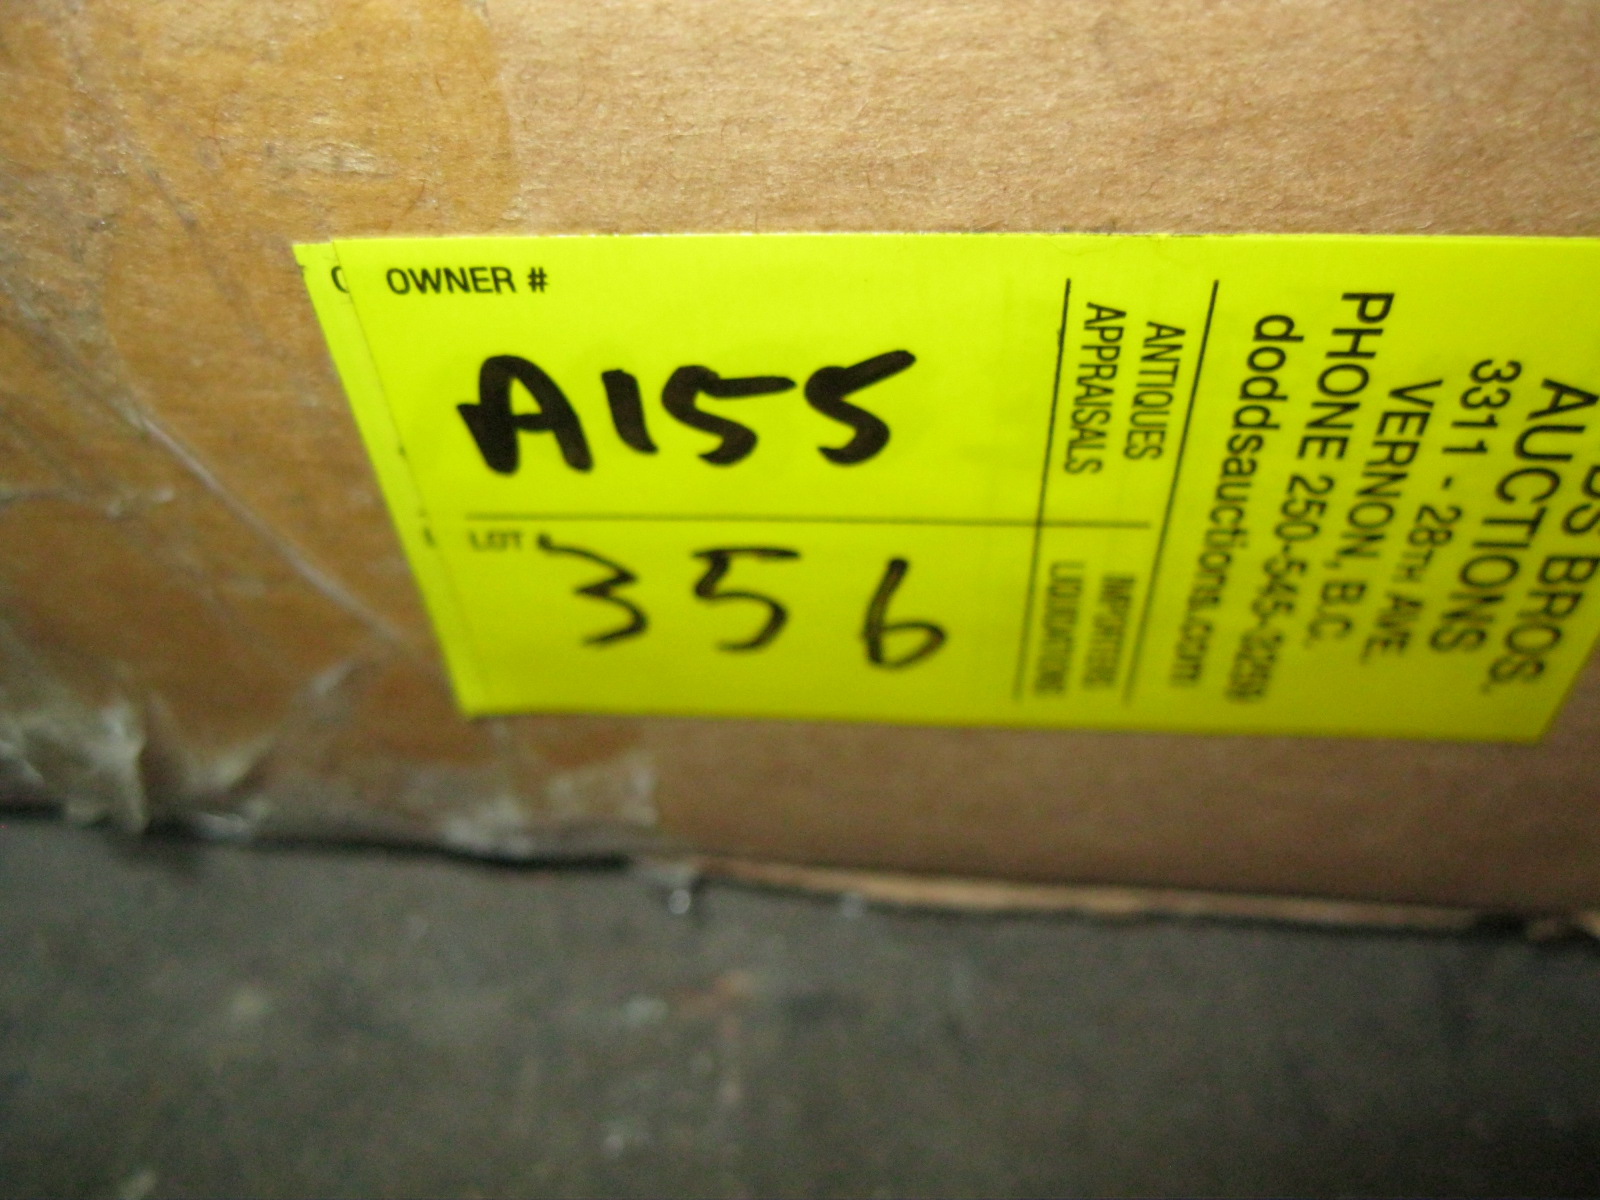 OWNER #
A155
LOT #
356
ANTIQUES
APPRAISALS
IMPORTERS
LIQUIDATIONS
BROS.
AUCTIONS
3311 - 28TH AVE.
VERNON, B.C.
PHONE 250-545-3259
doddsauctions.com